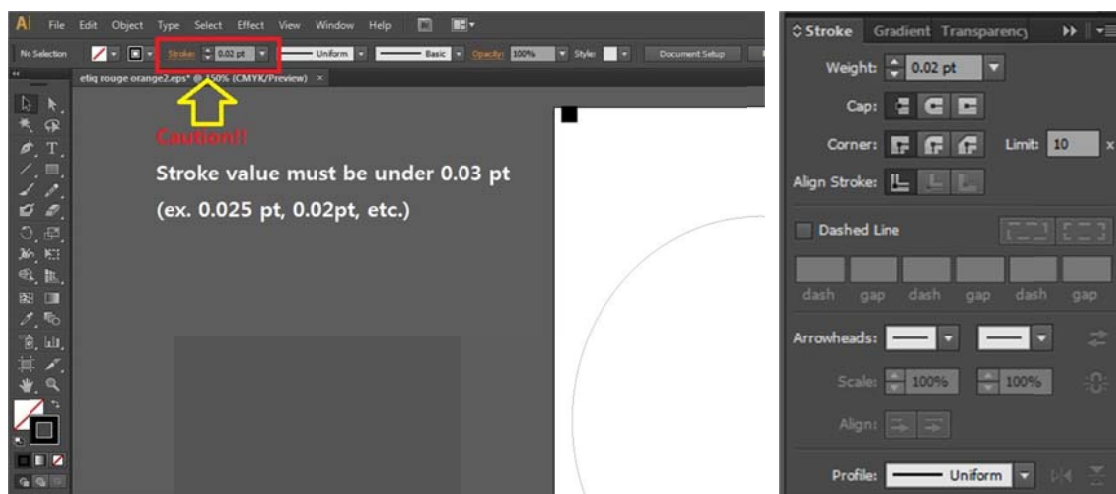 Ai File Edit Object Type Select Effect View Window Help
No Selection Stroke: 0.02 pt Uniform Basic Opacity: 100% Style: Document Setup
etiq rouge orange2.eps* @ 150% (CMYK/Preview) ×
Caution!!
Stroke value must be under 0.03 pt
(ex. 0.025 pt, 0.02pt, etc.)
Stroke Gradient Transparency
Weight: 0.02 pt
Cap:
Corner: Limit: 10 x
Align Stroke:
Dashed Line
dash gap dash gap dash gap
Arrowheads:
Scale: 100% 100%
Align:
Profile: Uniform